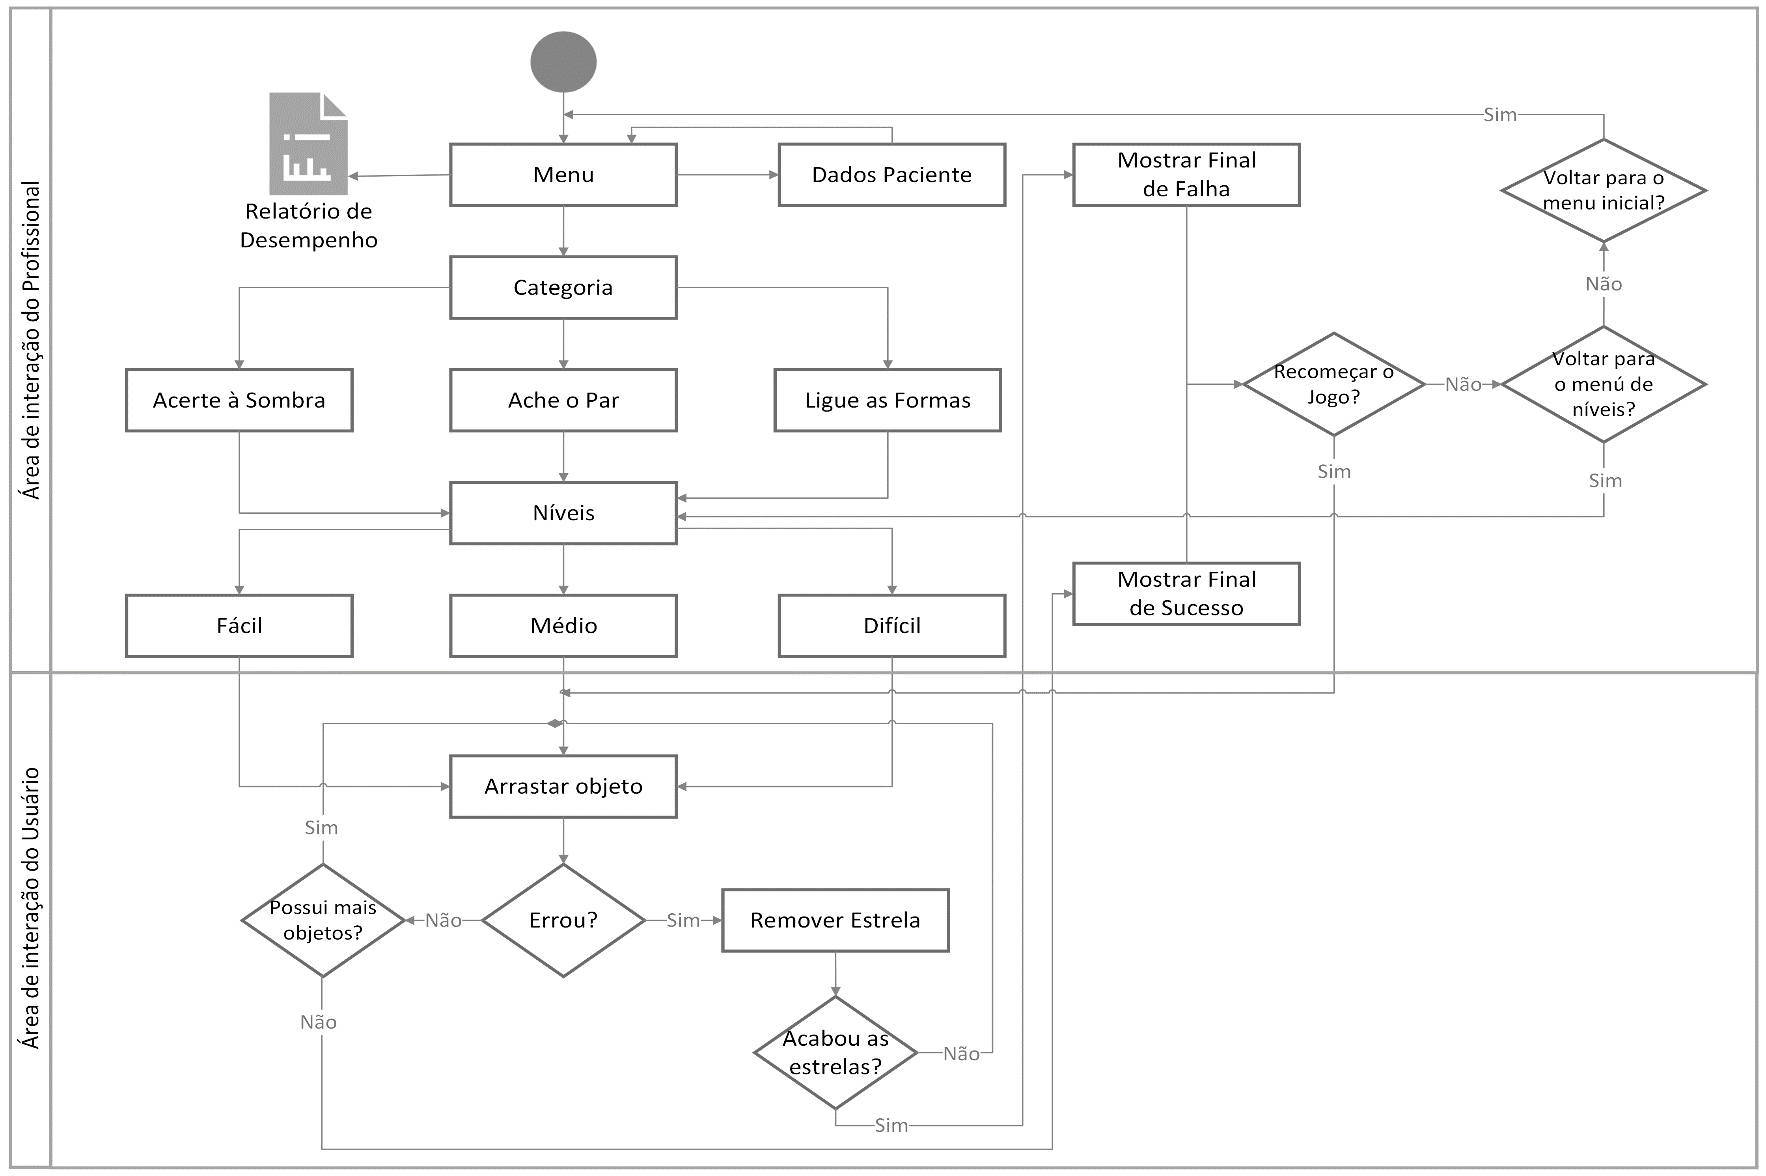 Área de interação do Profissional
Sim
Relatório de
Desempenho
Menu
Dados Paciente
Mostrar Final
de Falha
Voltar para o
menu inicial?
Não
Categoria
Acerte à Sombra
Ache o Par
Ligue as Formas
Recomeçar o
Jogo?
Não
Voltar para
o menú de
níveis?
Sim
Sim
Níveis
Fácil
Médio
Difícil
Mostrar Final
de Sucesso
Área de interação do Usuário
Arrastar objeto
Sim
Possui mais
objetos?
Não
Errou?
Sim
Remover Estrela
Não
Acabou as
estrelas?
Não
Sim